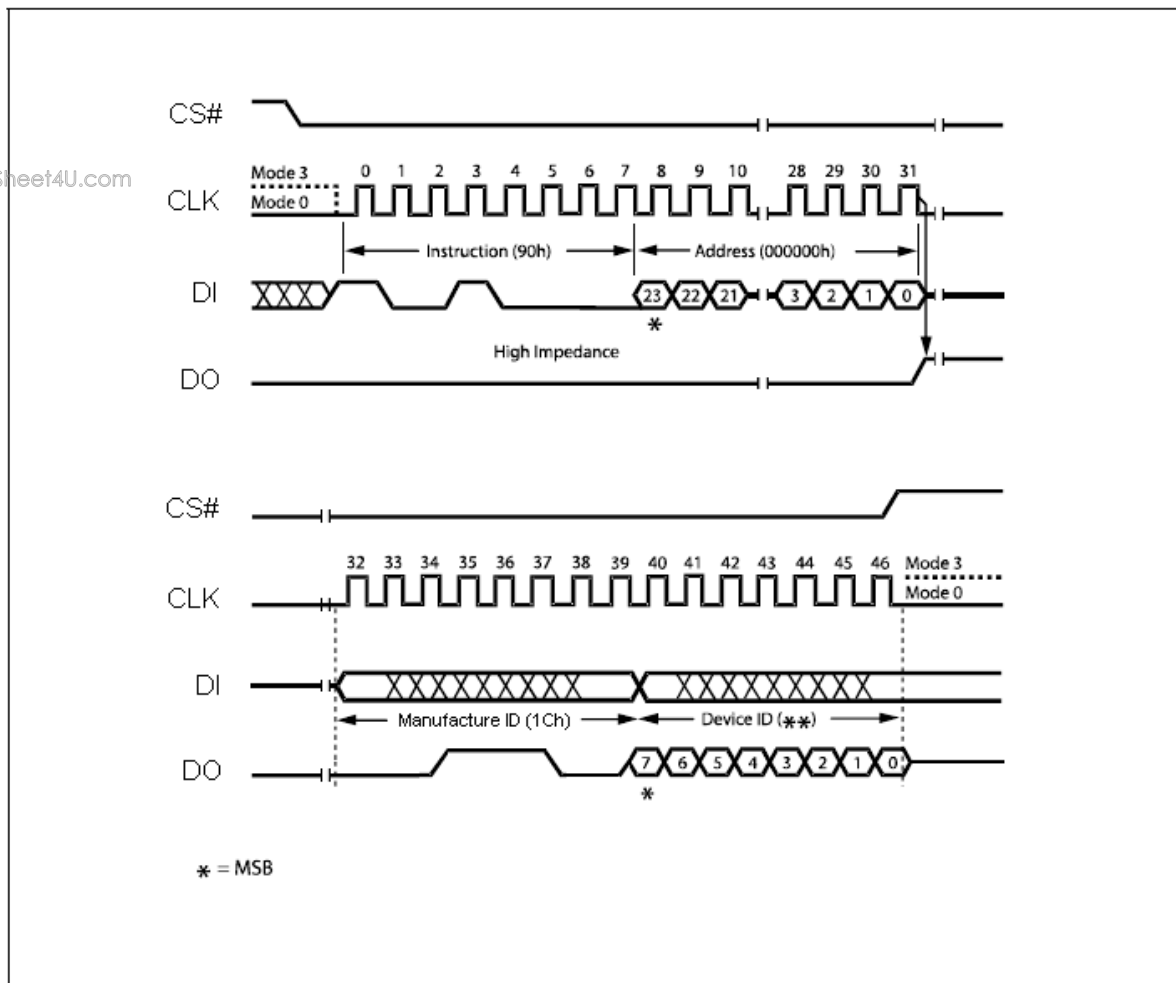 CS#
Sheet4U.com
Mode 3
0 1 2 3 4 5 6 7 8 9 10 28 29 30 31
CLK
Mode 0
Instruction (90h)
Address (000000h)
DI
23 22 21 3 2 1 0
*
High Impedance
DO
CS#
32 33 34 35 36 37 38 39 40 41 42 43 44 45 46
Mode 3
CLK
Mode 0
DI
Manufacture ID (1Ch)
Device ID (**)
DO
7 6 5 4 3 2 1 0
*
* = MSB